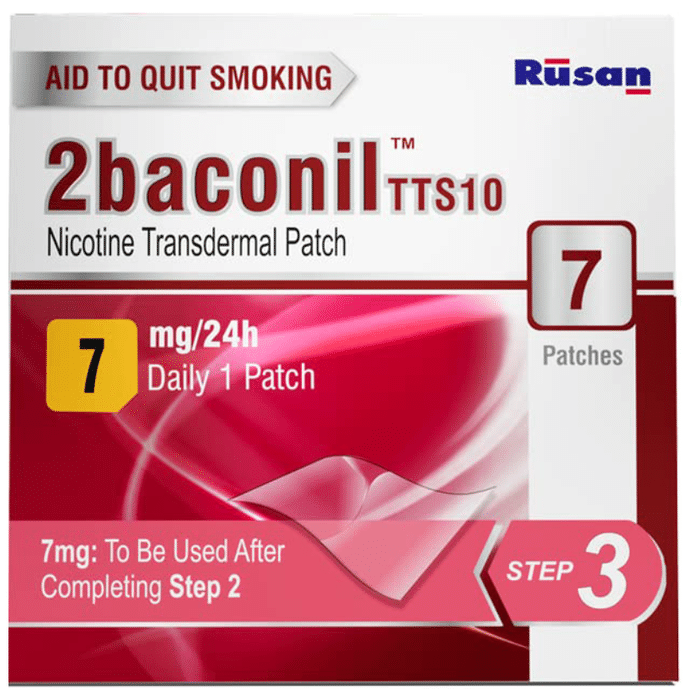 AID TO QUIT SMOKING
Rūsan
2baconil™ TTS10
Nicotine Transdermal Patch
7
Patches
7 mg/24h
Daily 1 Patch
7mg: To Be Used After
Completing Step 2
STEP 3